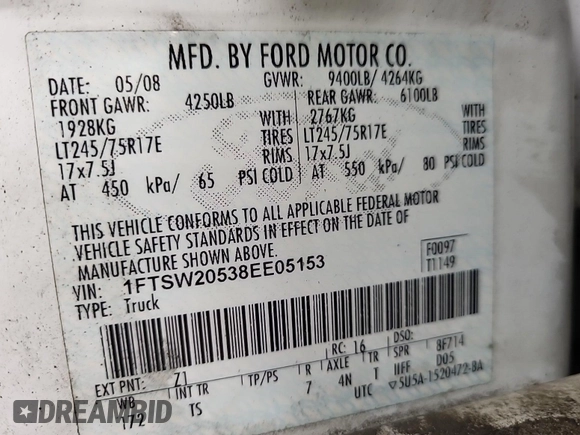 MFD. BY FORD MOTOR CO.
DATE: 05/08 GVWR: 9400LB/ 4264KG
FRONT GAWR: 4250LB REAR GAWR: 6100LB
1928KG WITH 2767KG WITH
LT245/75R17E TIRES LT245/75R17E TIRES
17x7.5J RIMS 17x7.5J RIMS
AT 450 kPa/ 65 PSI COLD AT 550 kPa/ 80 PSI COLD
THIS VEHICLE CONFORMS TO ALL APPLICABLE FEDERAL MOTOR
VEHICLE SAFETY STANDARDS IN EFFECT ON THE DATE OF
MANUFACTURE SHOWN ABOVE.
VIN: 1FTSW20538EE05153 F0097
TYPE: Truck T1149
EXT PNT: Z1 RC: 16 DSO: 8F714
WB INT TR TP/PS R AXLE TR SPR D05
172 TS 7 4N T IIFF
UTC 5U5A-1520472-BA
DREAMBID